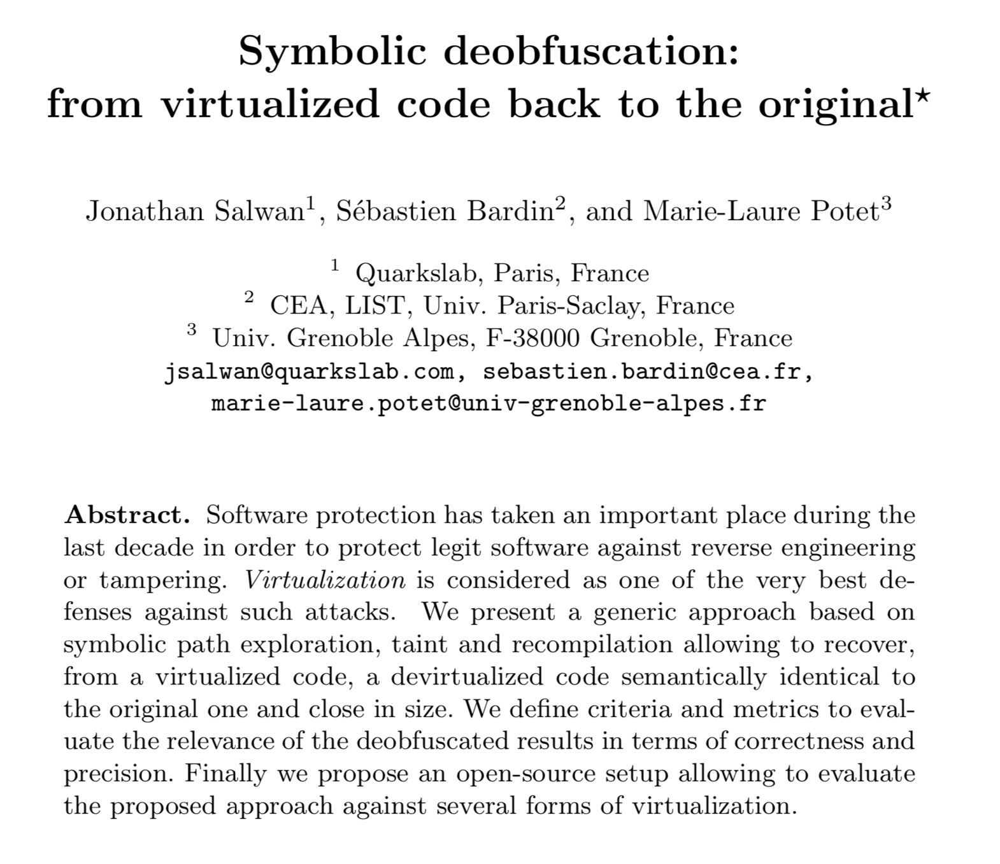 Symbolic deobfuscation:
from virtualized code back to the original⋆
Jonathan Salwan¹, Sébastien Bardin², and Marie-Laure Potet³
¹ Quarkslab, Paris, France
² CEA, LIST, Univ. Paris-Saclay, France
³ Univ. Grenoble Alpes, F-38000 Grenoble, France
jsalwan@quarkslab.com, sebastien.bardin@cea.fr,
marie-laure.potet@univ-grenoble-alpes.fr
Abstract. Software protection has taken an important place during the
last decade in order to protect legit software against reverse engineering
or tampering. Virtualization is considered as one of the very best de-
fenses against such attacks. We present a generic approach based on
symbolic path exploration, taint and recompilation allowing to recover,
from a virtualized code, a devirtualized code semantically identical to
the original one and close in size. We define criteria and metrics to eval-
uate the relevance of the deobfuscated results in terms of correctness and
precision. Finally we propose an open-source setup allowing to evaluate
the proposed approach against several forms of virtualization.